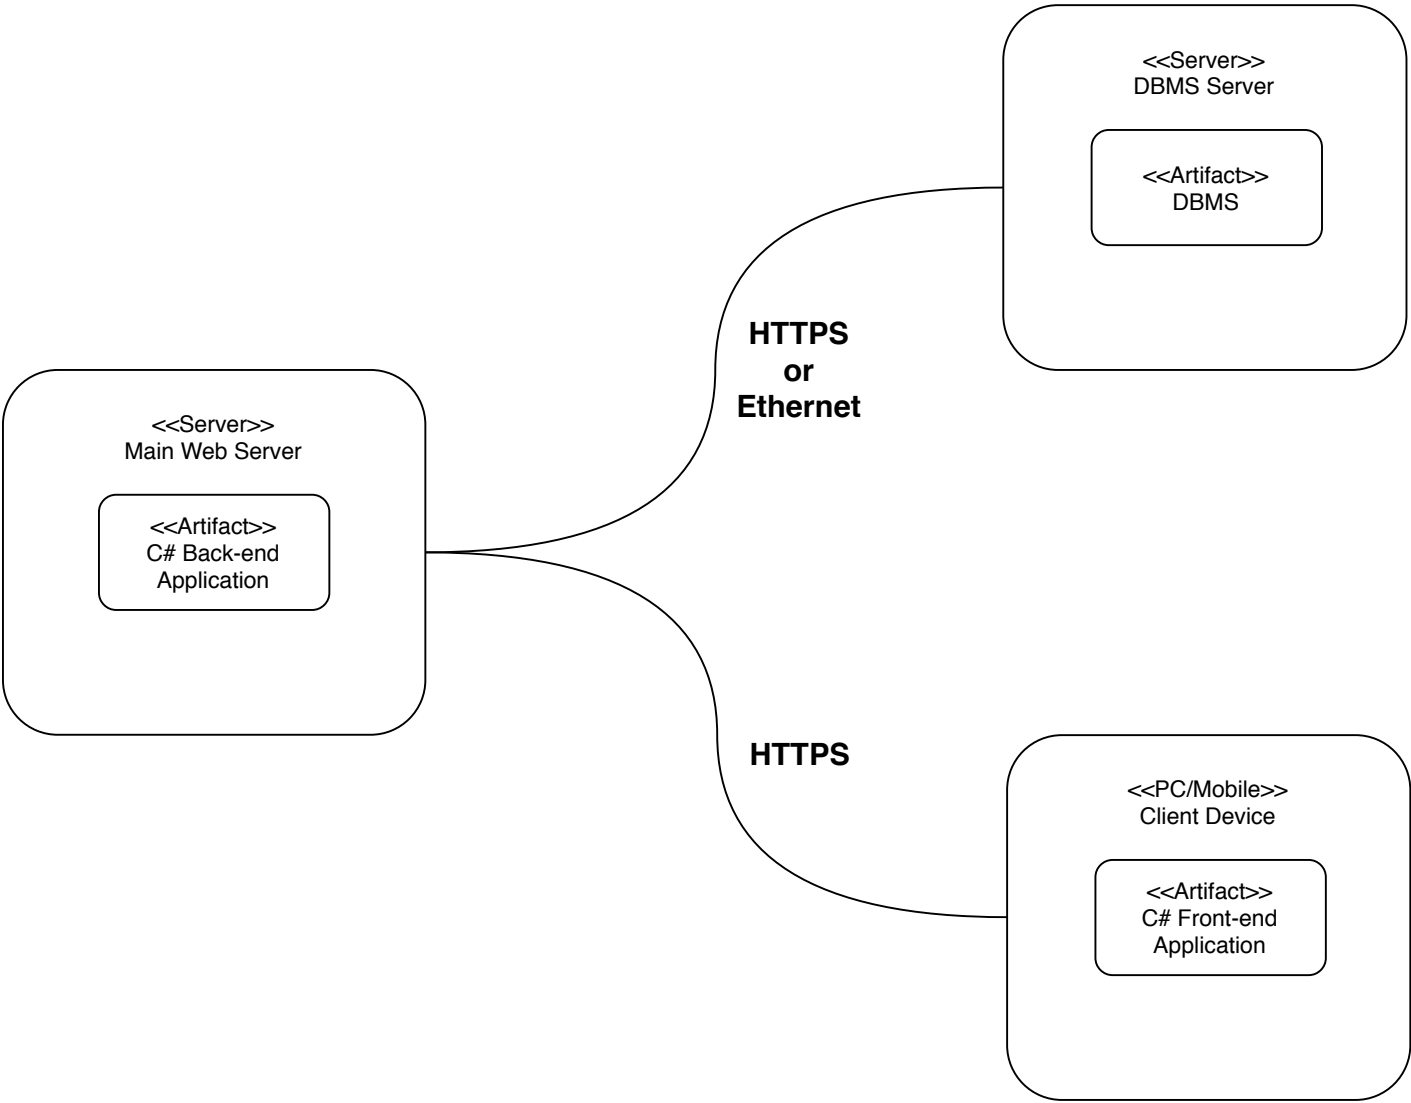 <<Server>>
DBMS Server
<<Artifact>>
DBMS
HTTPS
or
Ethernet
<<Server>>
Main Web Server
<<Artifact>>
C# Back-end
Application
HTTPS
<<PC/Mobile>>
Client Device
<<Artifact>>
C# Front-end
Application